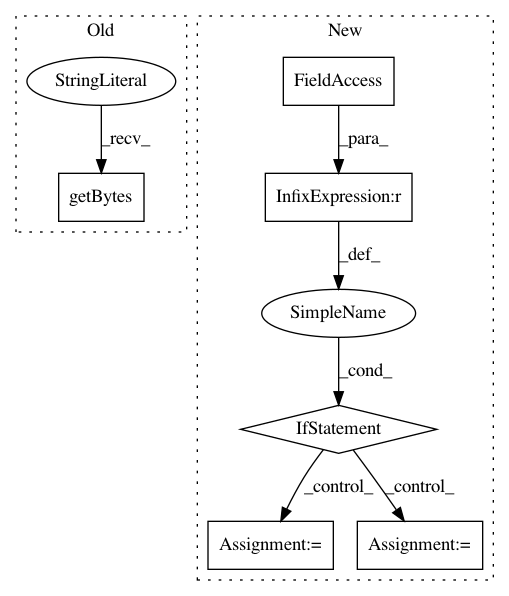 Old
New
StringLiteral
FieldAccess
_recv_
_para_
getBytes
InfixExpression:r
_def_
SimpleName
_cond_
IfStatement
_control_
_control_
Assignment:=
Assignment:=